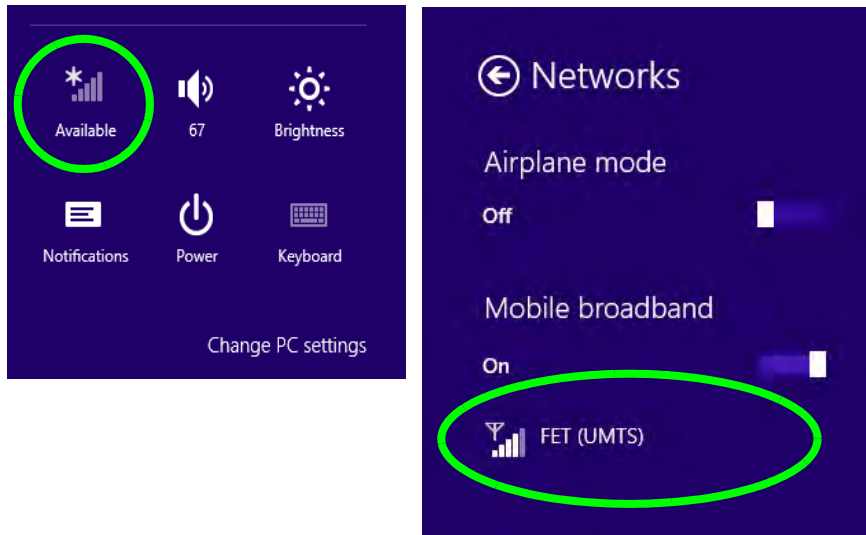 Available
67
Brightness
Notifications
Power
Keyboard
Change PC settings
Networks
Airplane mode
Off
Mobile broadband
On
FET (UMTS)